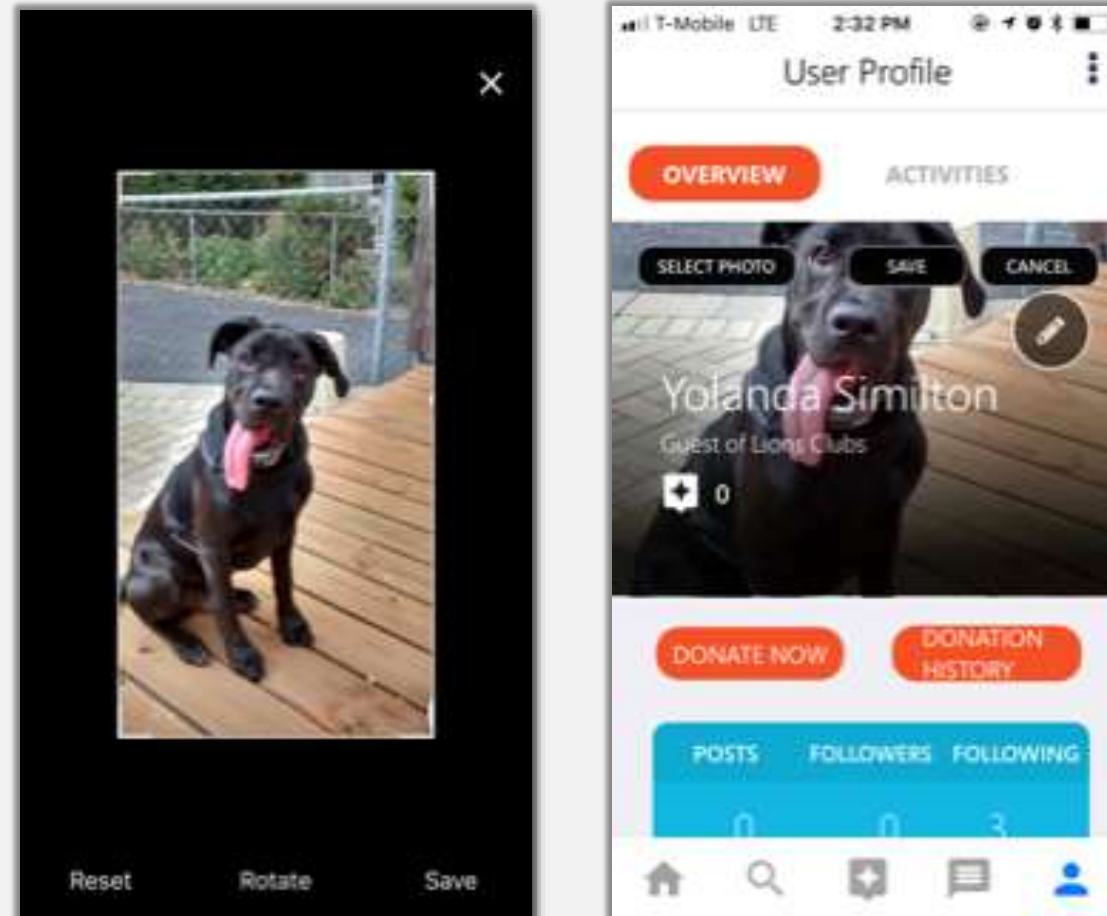 Reset Rotate Save
T-Mobile LTE 2:32 PM
User Profile
OVERVIEW ACTIVITIES
SELECT PHOTO SAVE CANCEL
Yolanda Similton
Guest of Lions Clubs
0
DONATE NOW DONATION HISTORY
POSTS FOLLOWERS FOLLOWING
0 0 3